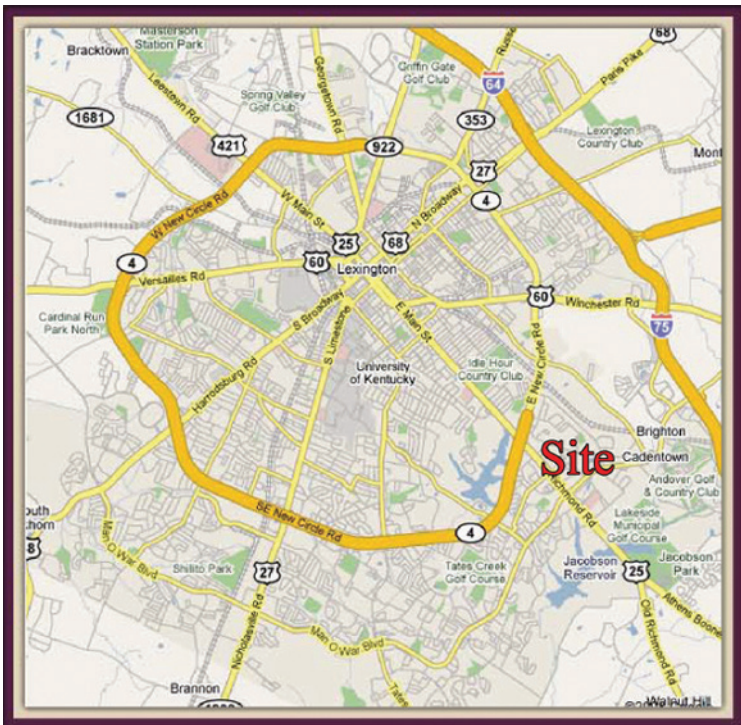 Masterson
Station Park
Bracktown
Leestown Rd
Georgetown Rd
Griffin Gate
Golf Club
68
Paris Pike
64
Spring Valley
Golf Club
1681
421
922
353
Lexington
Country Club
27
4
W Main St
N Broadway
W New Circle Rd
25
68
60
Lexington
4
Versailles Rd
60
Winchester Rd
75
Cardinal Run
Park North
S Broadway
S Limestone
E Main St
University
of Kentucky
Idle Hour
Country Club
E New Circle Rd
Harrodsburg Rd
Brighton
Site
Cadentown
Andover Golf
& Country Club
Richmond Rd
Lakeside
Municipal
Golf Course
SE New Circle Rd
4
Man O War Blvd
Shillito Park
27
Tates Creek
Golf Course
Jacobson
Reservoir
25
Jacobson
Park
Nicholasville Rd
Man O War Blvd
Old Richmond Rd
Athens Boone
Brannon
Tates
Walnut Hill